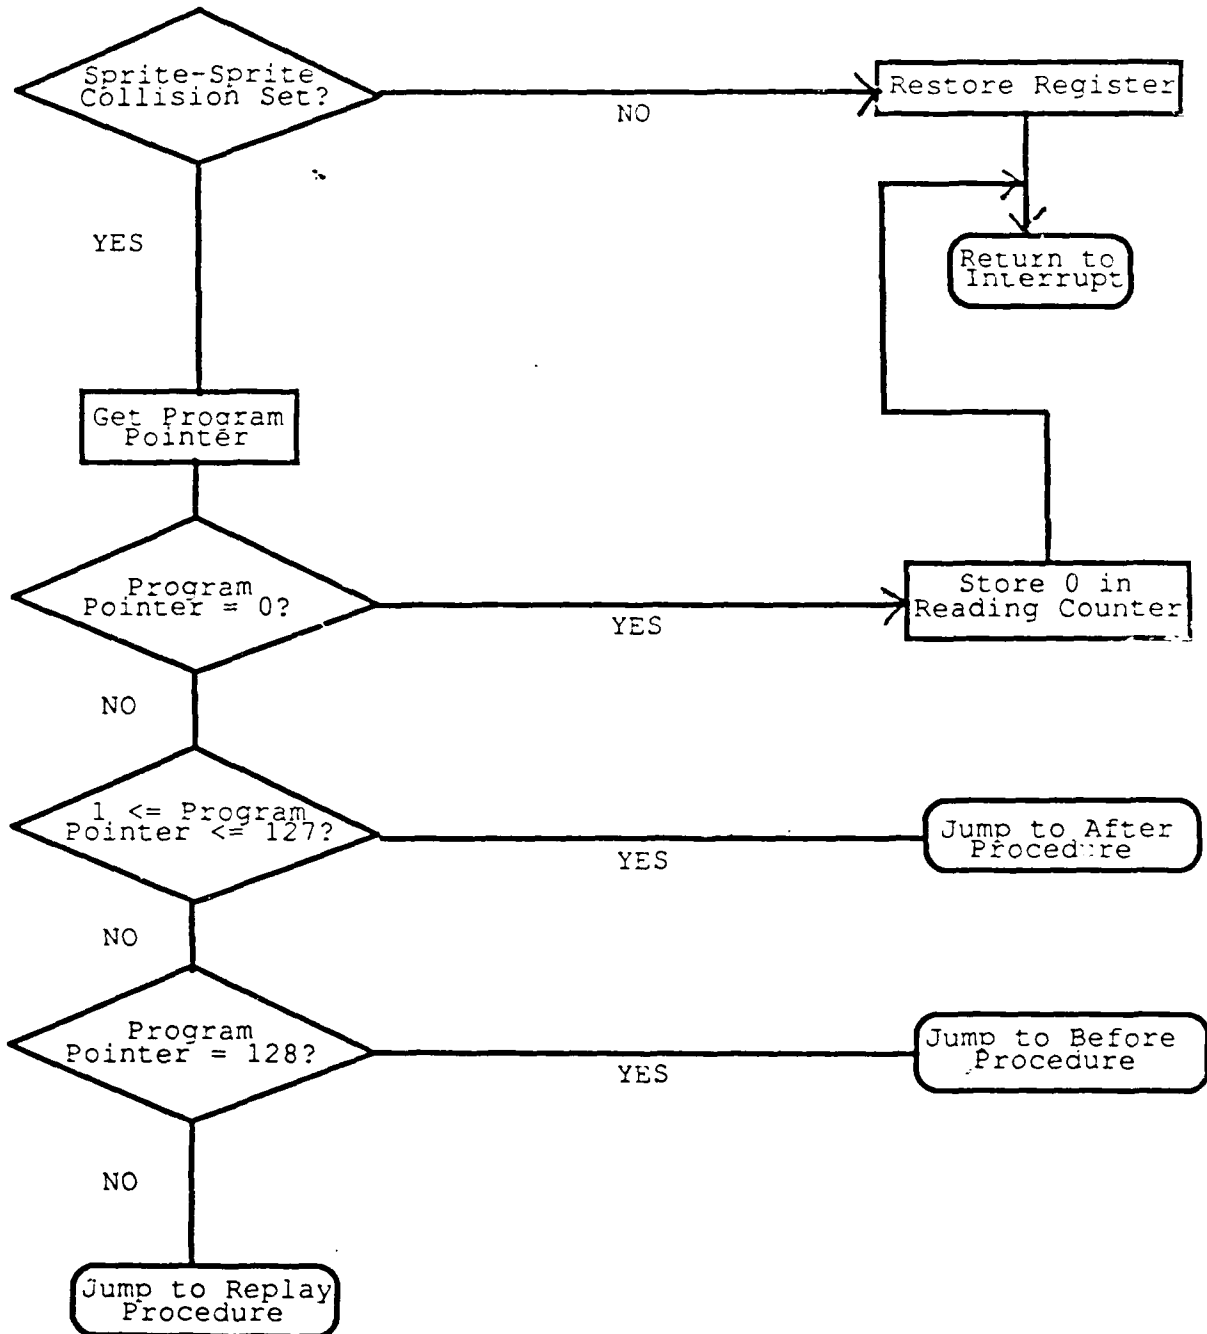 Sprite-Sprite
Collision Set?
NO
Restore Register
YES
Return to
Interrupt
Get Program
Pointer
Program
Pointer = 0?
YES
Store 0 in
Reading Counter
NO
1 <= Program
Pointer <= 127?
YES
Jump to After
Procedure
NO
Program
Pointer = 128?
YES
Jump to Before
Procedure
NO
Jump to Replay
Procedure